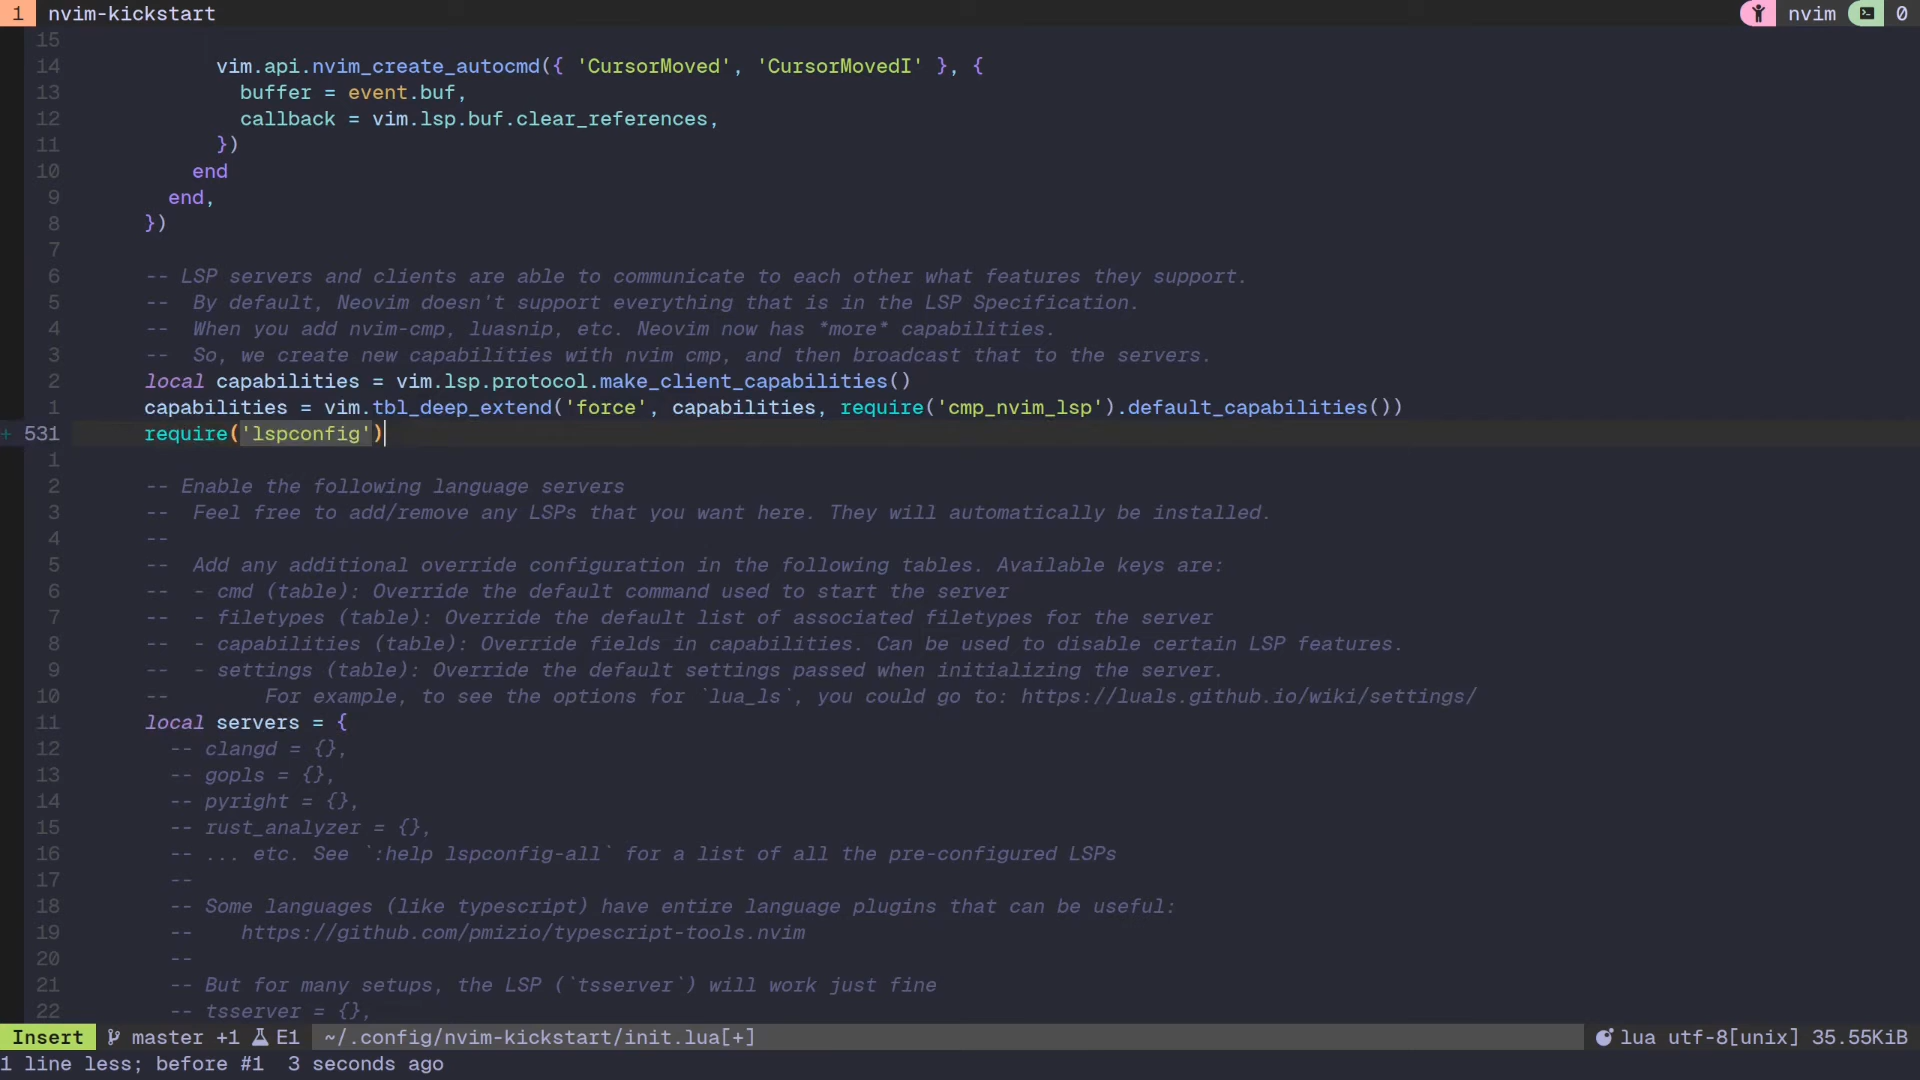 1 nvim-kickstart nvim 0
15
14 vim.api.nvim_create_autocmd({ 'CursorMoved', 'CursorMovedI' }, {
13 buffer = event.buf,
12 callback = vim.lsp.buf.clear_references,
11 })
10 end
9 end,
8 })
7
6 -- LSP servers and clients are able to communicate to each other what features they support.
5 -- By default, Neovim doesn't support everything that is in the LSP Specification.
4 -- When you add nvim-cmp, luasnip, etc. Neovim now has *more* capabilities.
3 -- So, we create new capabilities with nvim cmp, and then broadcast that to the servers.
2 local capabilities = vim.lsp.protocol.make_client_capabilities()
1 capabilities = vim.tbl_deep_extend('force', capabilities, require('cmp_nvim_lsp').default_capabilities())
+ 531 require('lspconfig')
1
2 -- Enable the following language servers
3 -- Feel free to add/remove any LSPs that you want here. They will automatically be installed.
4 --
5 -- Add any additional override configuration in the following tables. Available keys are:
6 -- - cmd (table): Override the default command used to start the server
7 -- - filetypes (table): Override the default list of associated filetypes for the server
8 -- - capabilities (table): Override fields in capabilities. Can be used to disable certain LSP features.
9 -- - settings (table): Override the default settings passed when initializing the server.
10 -- For example, to see the options for `lua_ls`, you could go to: https://luals.github.io/wiki/settings/
11 local servers = {
12 -- clangd = {},
13 -- gopls = {},
14 -- pyright = {},
15 -- rust_analyzer = {},
16 -- ... etc. See `:help lspconfig-all` for a list of all the pre-configured LSPs
17 --
18 -- Some languages (like typescript) have entire language plugins that can be useful:
19 -- https://github.com/pmizio/typescript-tools.nvim
20 --
21 -- But for many setups, the LSP (`tsserver`) will work just fine
22 -- tsserver = {},
Insert master +1 E1 ~/.config/nvim-kickstart/init.lua[+] lua utf-8[unix] 35.55KiB
1 line less; before #1 3 seconds ago